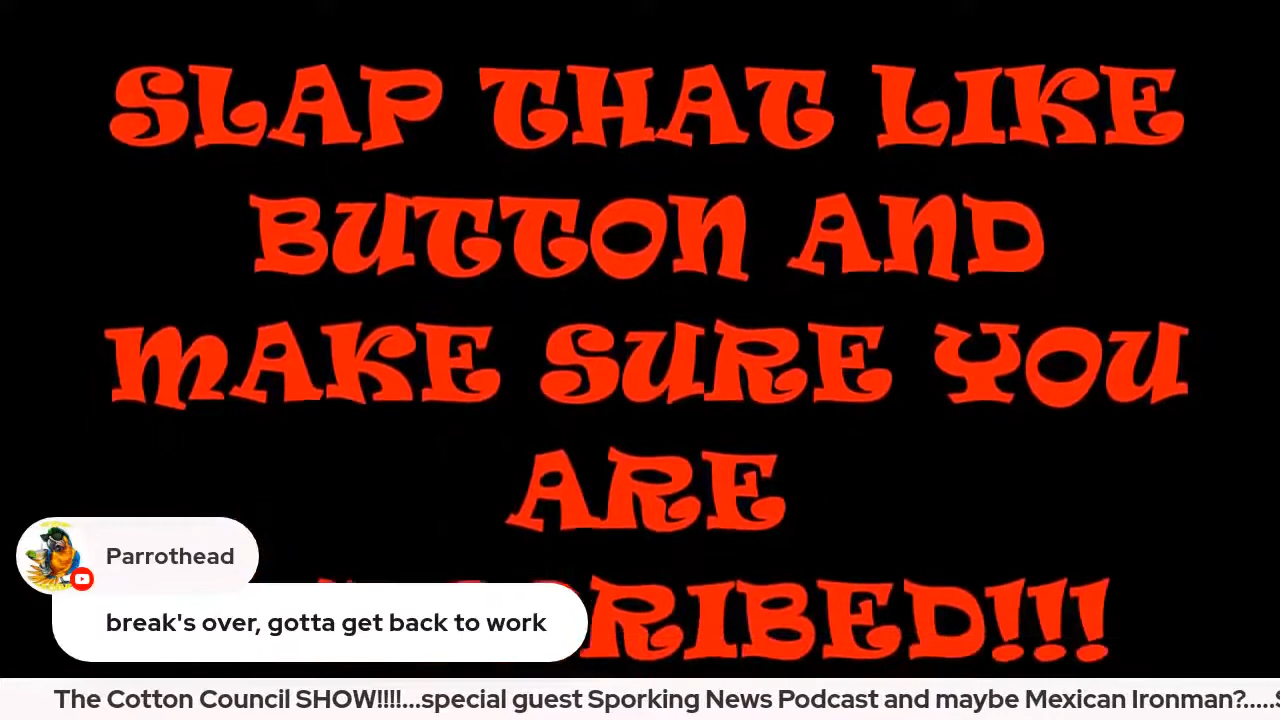 SLAP THAT LIKE
BUTTON AND
MAKE SURE YOU
ARE
Parrothead
break's over, gotta get back to work
The Cotton Council SHOW!!!!...special guest Sporking News Podcast and maybe Mexican Ironman?.....